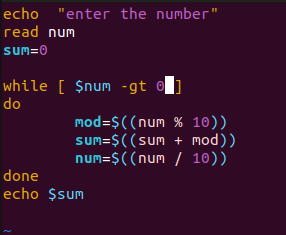 echo  "enter the number"
read num
sum=0

while [ $num -gt 0 ]
do
        mod=$((num % 10))
        sum=$((sum + mod))
        num=$((num / 10))
done
echo $sum

~